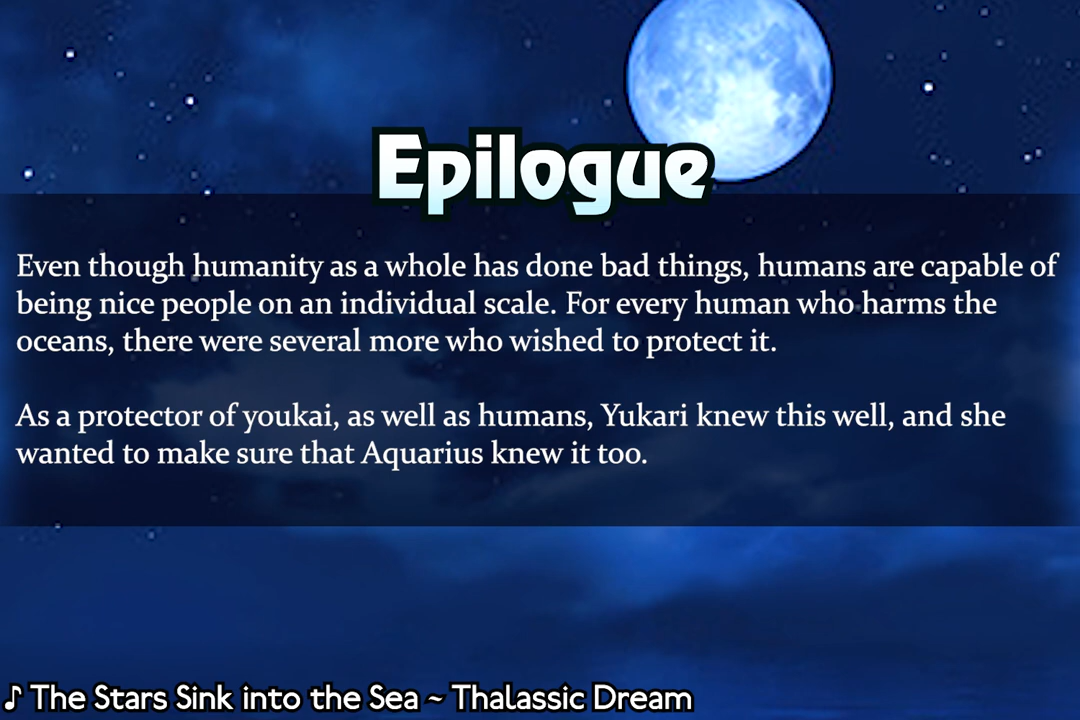 Epilogue
Even though humanity as a whole has done bad things, humans are capable of
being nice people on an individual scale. For every human who harms the
oceans, there were several more who wished to protect it.
As a protector of youkai, as well as humans, Yukari knew this well, and she
wanted to make sure that Aquarius knew it too.
♪ The Stars Sink into the Sea ~ Thalassic Dream